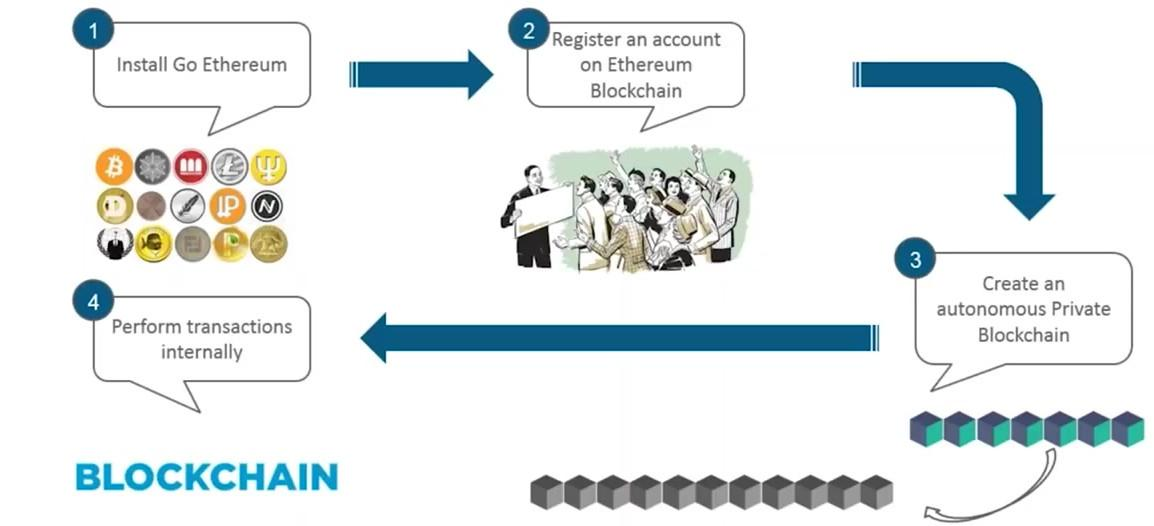 1
Install Go Ethereum
2
Register an account
on Ethereum
Blockchain
3
Create an
autonomous Private
Blockchain
4
Perform transactions
internally
BLOCKCHAIN